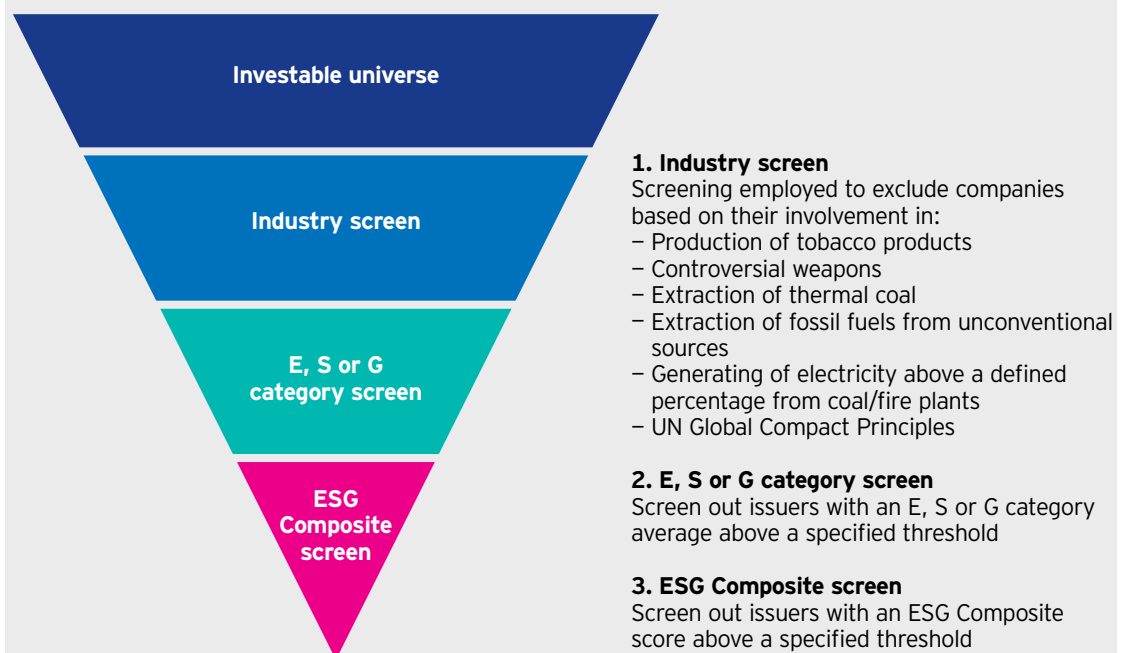 Investable universe
Industry screen
E, S or G
category screen
ESG
Composite
screen
1. Industry screen
Screening employed to exclude companies
based on their involvement in:
– Production of tobacco products
– Controversial weapons
– Extraction of thermal coal
– Extraction of fossil fuels from unconventional
sources
– Generating of electricity above a defined
percentage from coal/fire plants
– UN Global Compact Principles
2. E, S or G category screen
Screen out issuers with an E, S or G category
average above a specified threshold
3. ESG Composite screen
Screen out issuers with an ESG Composite
score above a specified threshold